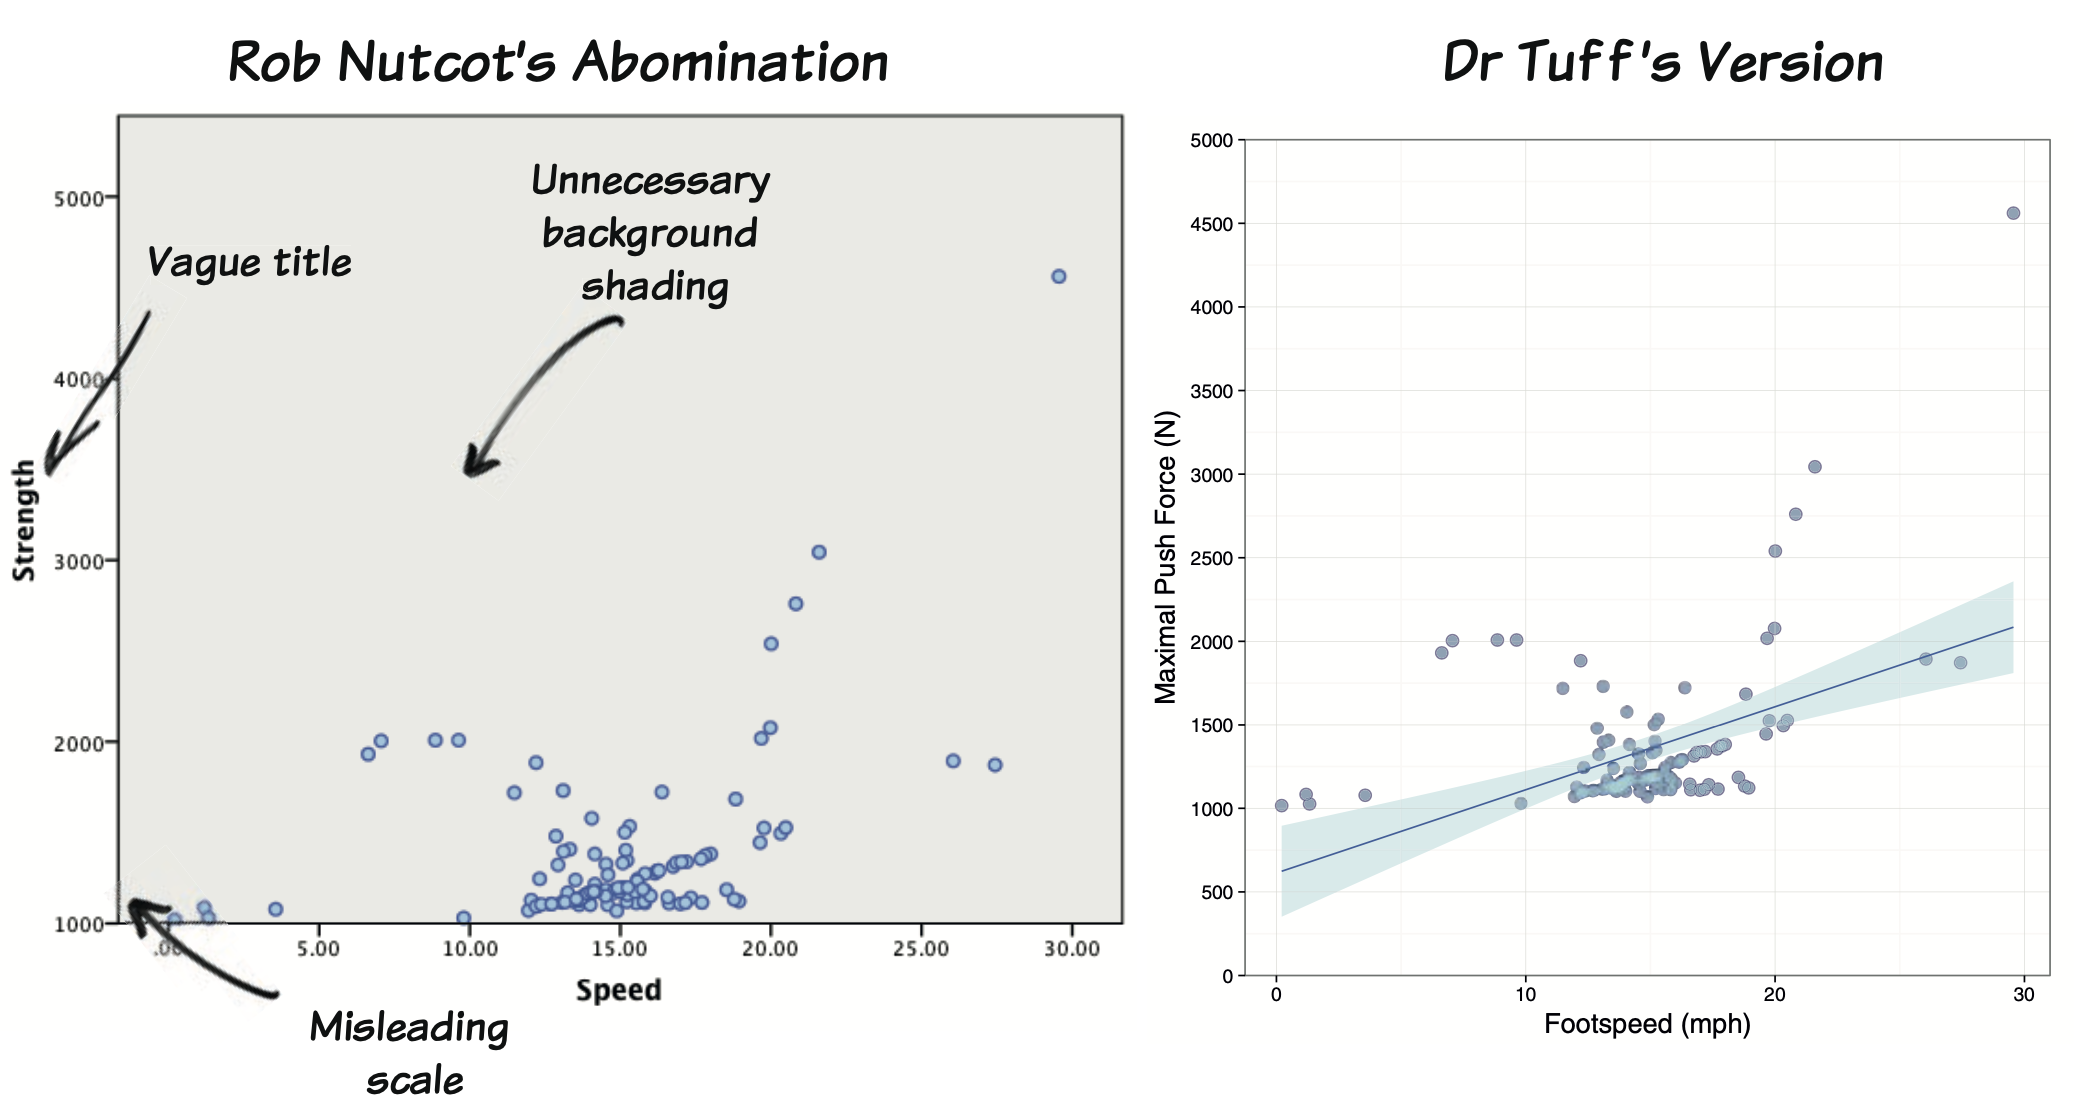 Rob Nutcot's Abomination
Unnecessary
background
shading
Vague title
5000
4000
3000
2000
1000
Strength
.00
5.00
10.00
15.00
20.00
25.00
30.00
Speed
Misleading
scale
Dr Tuff's Version
5000
4500
4000
3500
3000
2500
2000
1500
1000
500
0
Maximal Push Force (N)
0
10
20
30
Footspeed (mph)